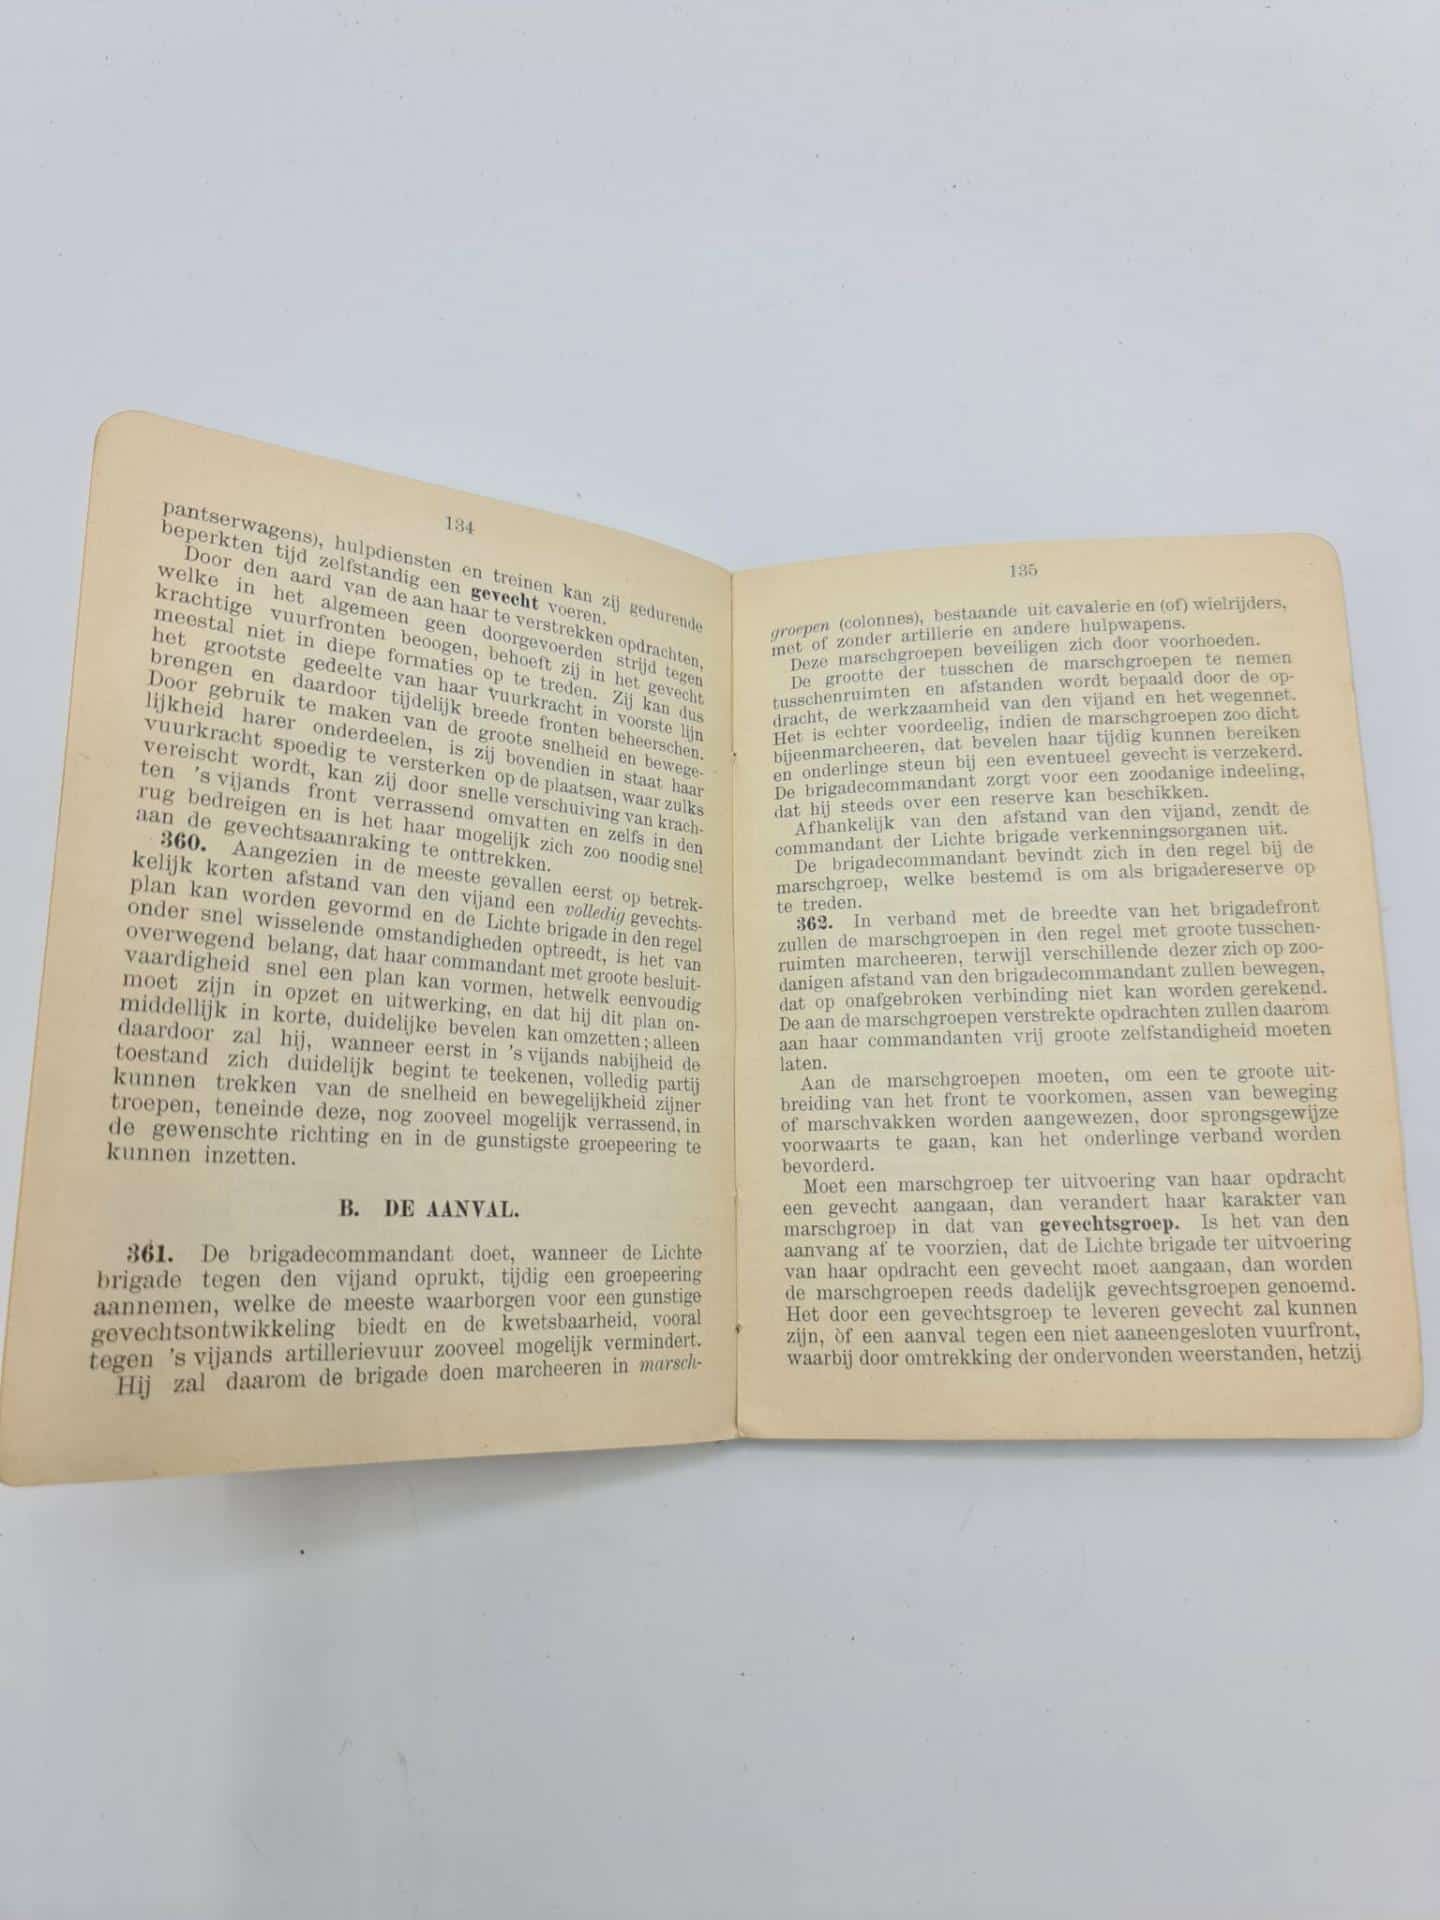 134
pantserwagens), hulpdiensten en treinen kan zij gedurende
beperkten tijd zelfstandig een gevecht voeren.
Door den aard van de aan haar te verstrekken opdrachten,
welke in het algemeen geen doorgevoerden strijd tegen
krachtige vuurfronten beoogen, behoeft zij in het gevecht
meestal niet in diepe formaties op te treden. Zij kan dus
het grootste gedeelte van haar vuurkracht in voorste lijn
brengen en daardoor tijdelijk breede fronten beheerschen.
Door gebruik te maken van de groote snelheid en bewege-
lijkheid harer onderdeelen, is zij bovendien in staat haar
vuurkracht spoedig te versterken op de plaatsen, waar zulks
vereischt wordt, kan zij door snelle verschuiving van krach-
ten 's vijands front verrassend omvatten en zelfs in den
rug bedreigen en is het haar mogelijk zich zoo noodig snel
aan de gevechtsaanraking te onttrekken.
360. Aangezien in de meeste gevallen eerst op betrek-
kelijk korten afstand van den vijand een volledig gevechts-
plan kan worden gevormd en de Lichte brigade in den regel
onder snel wisselende omstandigheden optreedt, is het van
overwegend belang, dat haar commandant met groote besluit-
vaardigheid snel een plan kan vormen, hetwelk eenvoudig
moet zijn in opzet en uitwerking, en dat hij dit plan on-
middellijk in korte, duidelijke bevelen kan omzetten; alleen
daardoor zal hij, wanneer eerst in 's vijands nabijheid de
toestand zich duidelijk begint te teekenen, volledig partij
kunnen trekken van de snelheid en bewegelijkheid zijner
troepen, teneinde deze, nog zooveel mogelijk verrassend, in
de gewenschte richting en in de gunstigste groepeering te
kunnen inzetten.
B. DE AANVAL.
361. De brigadecommandant doet, wanneer de Lichte
brigade tegen den vijand oprukt, tijdig een groepeering
aannemen, welke de meeste waarborgen voor een gunstige
gevechtsontwikkeling biedt en de kwetsbaarheid, vooral
tegen 's vijands artillerievuur zooveel mogelijk vermindert.
Hij zal daarom de brigade doen marcheeren in marsch-
135
groepen (colonnes), bestaande uit cavalerie en (of) wielrijders,
met of zonder artillerie en andere hulpwapens.
Deze marschgroepen beveiligen zich door voorhoeden.
De grootte der tusschen de marschgroepen te nemen
tusschenruimten en afstanden wordt bepaald door de op-
dracht, de werkzaamheid van den vijand en het wegennet.
Het is echter voordeelig, indien de marschgroepen zoo dicht
bijeenmarcheeren, dat bevelen haar tijdig kunnen bereiken
en onderlinge steun bij een eventueel gevecht is verzekerd.
De brigadecommandant zorgt voor een zoodanige indeeling,
dat hij steeds over een reserve kan beschikken.
Afhankelijk van den afstand van den vijand, zendt de
commandant der Lichte brigade verkenningsorganen uit.
De brigadecommandant bevindt zich in den regel bij de
marschgroep, welke bestemd is om als brigadereserve op
te treden.
362. In verband met de breedte van het brigadefront
zullen de marschgroepen in den regel met groote tusschen-
ruimten marcheeren, terwijl verschillende dezer zich op zoo-
danigen afstand van den brigadecommandant zullen bewegen,
dat op onafgebroken verbinding niet kan worden gerekend.
De aan de marschgroepen verstrekte opdrachten zullen daarom
aan haar commandanten vrij groote zelfstandigheid moeten
laten.
Aan de marschgroepen moeten, om een te groote uit-
breiding van het front te voorkomen, assen van beweging
of marschvakken worden aangewezen, door sprongsgewijze
voorwaarts te gaan, kan het onderlinge verband worden
bevorderd.
Moet een marschgroep ter uitvoering van haar opdracht
een gevecht aangaan, dan verandert haar karakter van
marschgroep in dat van gevechtsgroep. Is het van den
aanvang af te voorzien, dat de Lichte brigade ter uitvoering
van haar opdracht een gevecht moet aangaan, dan worden
de marschgroepen reeds dadelijk gevechtsgroepen genoemd.
Het door een gevechtsgroep te leveren gevecht zal kunnen
zijn, òf een aanval tegen een niet aaneengesloten vuurfront,
waarbij door omtrekking der ondervonden weerstanden, hetzij